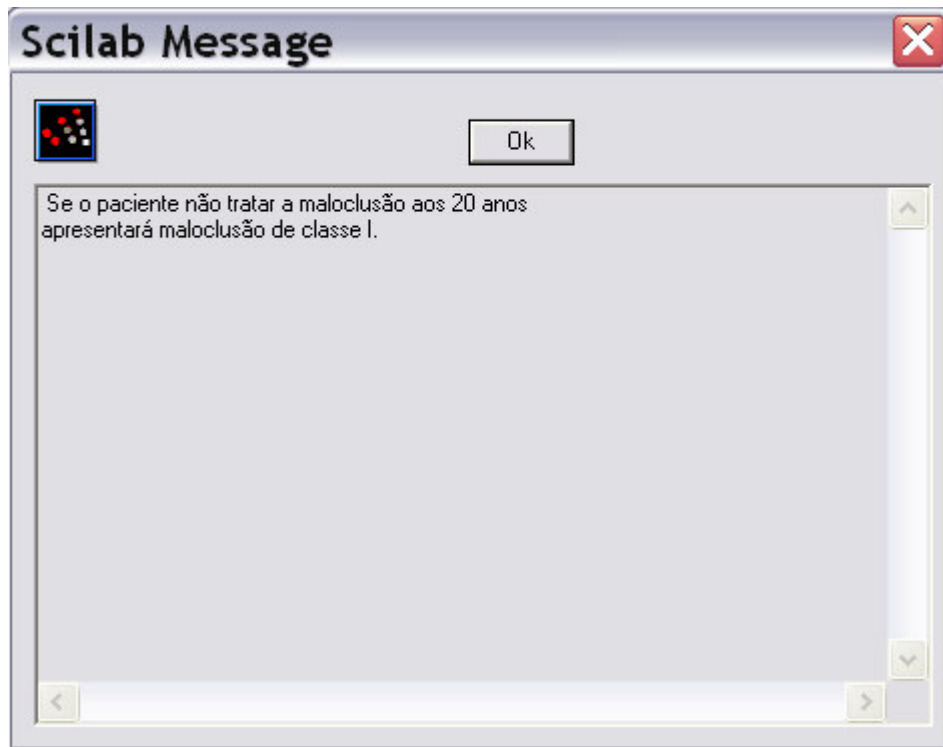 Scilab Message
Ok
Se o paciente não tratar a maloclusão aos 20 anos
apresentará maloclusão de classe I.